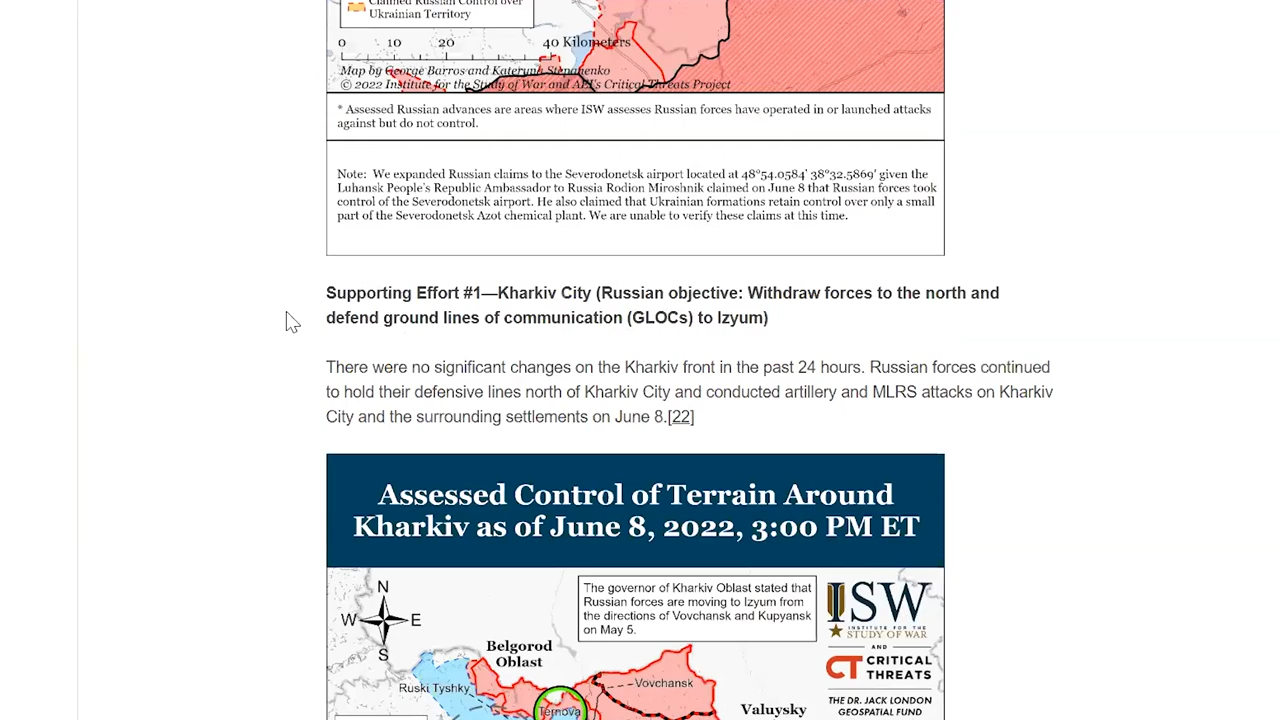 Claimed Russian Control over
Ukrainian Territory
0 10 20 40 Kilometers
Map by George Barros and Kateryna Stepanenko
© 2022 Institute for the Study of War and AEI's Critical Threats Project
* Assessed Russian advances are areas where ISW assesses Russian forces have operated in or launched attacks
against but do not control.
Note: We expanded Russian claims to the Severodonetsk airport located at 48°54.0584' 38°32.5869' given the
Luhansk People's Republic Ambassador to Russia Rodion Miroshnik claimed on June 8 that Russian forces took
control of the Severodonetsk airport. He also claimed that Ukrainian formations retain control over only a small
part of the Severodonetsk Azot chemical plant. We are unable to verify these claims at this time.
Supporting Effort #1—Kharkiv City (Russian objective: Withdraw forces to the north and
defend ground lines of communication (GLOCs) to Izyum)
There were no significant changes on the Kharkiv front in the past 24 hours. Russian forces continued
to hold their defensive lines north of Kharkiv City and conducted artillery and MLRS attacks on Kharkiv
City and the surrounding settlements on June 8.[22]
Assessed Control of Terrain Around
Kharkiv as of June 8, 2022, 3:00 PM ET
N
W E
S
The governor of Kharkiv Oblast stated that
Russian forces are moving to Izyum from
the directions of Vovchansk and Kupyansk
on May 5.
ISW
INSTITUTE FOR THE
STUDY OF WAR
AND
CT CRITICAL
THREATS
THE DR. JACK LONDON
GEOSPATIAL FUND
Belgorod
Oblast
Ruski Tyshky
Vovchansk
Ternova
Valuysky